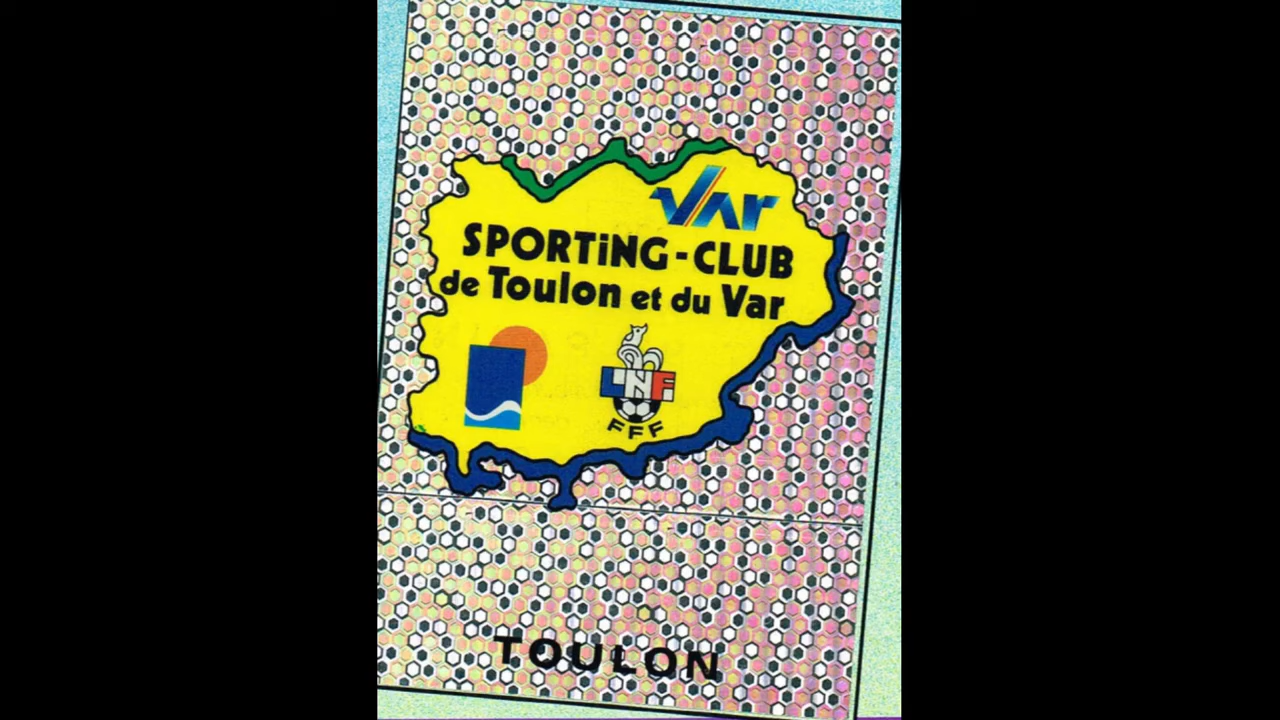 Var
SPORTiNG-CLUB
de Toulon et du Var
LNF
FFF
TOULON